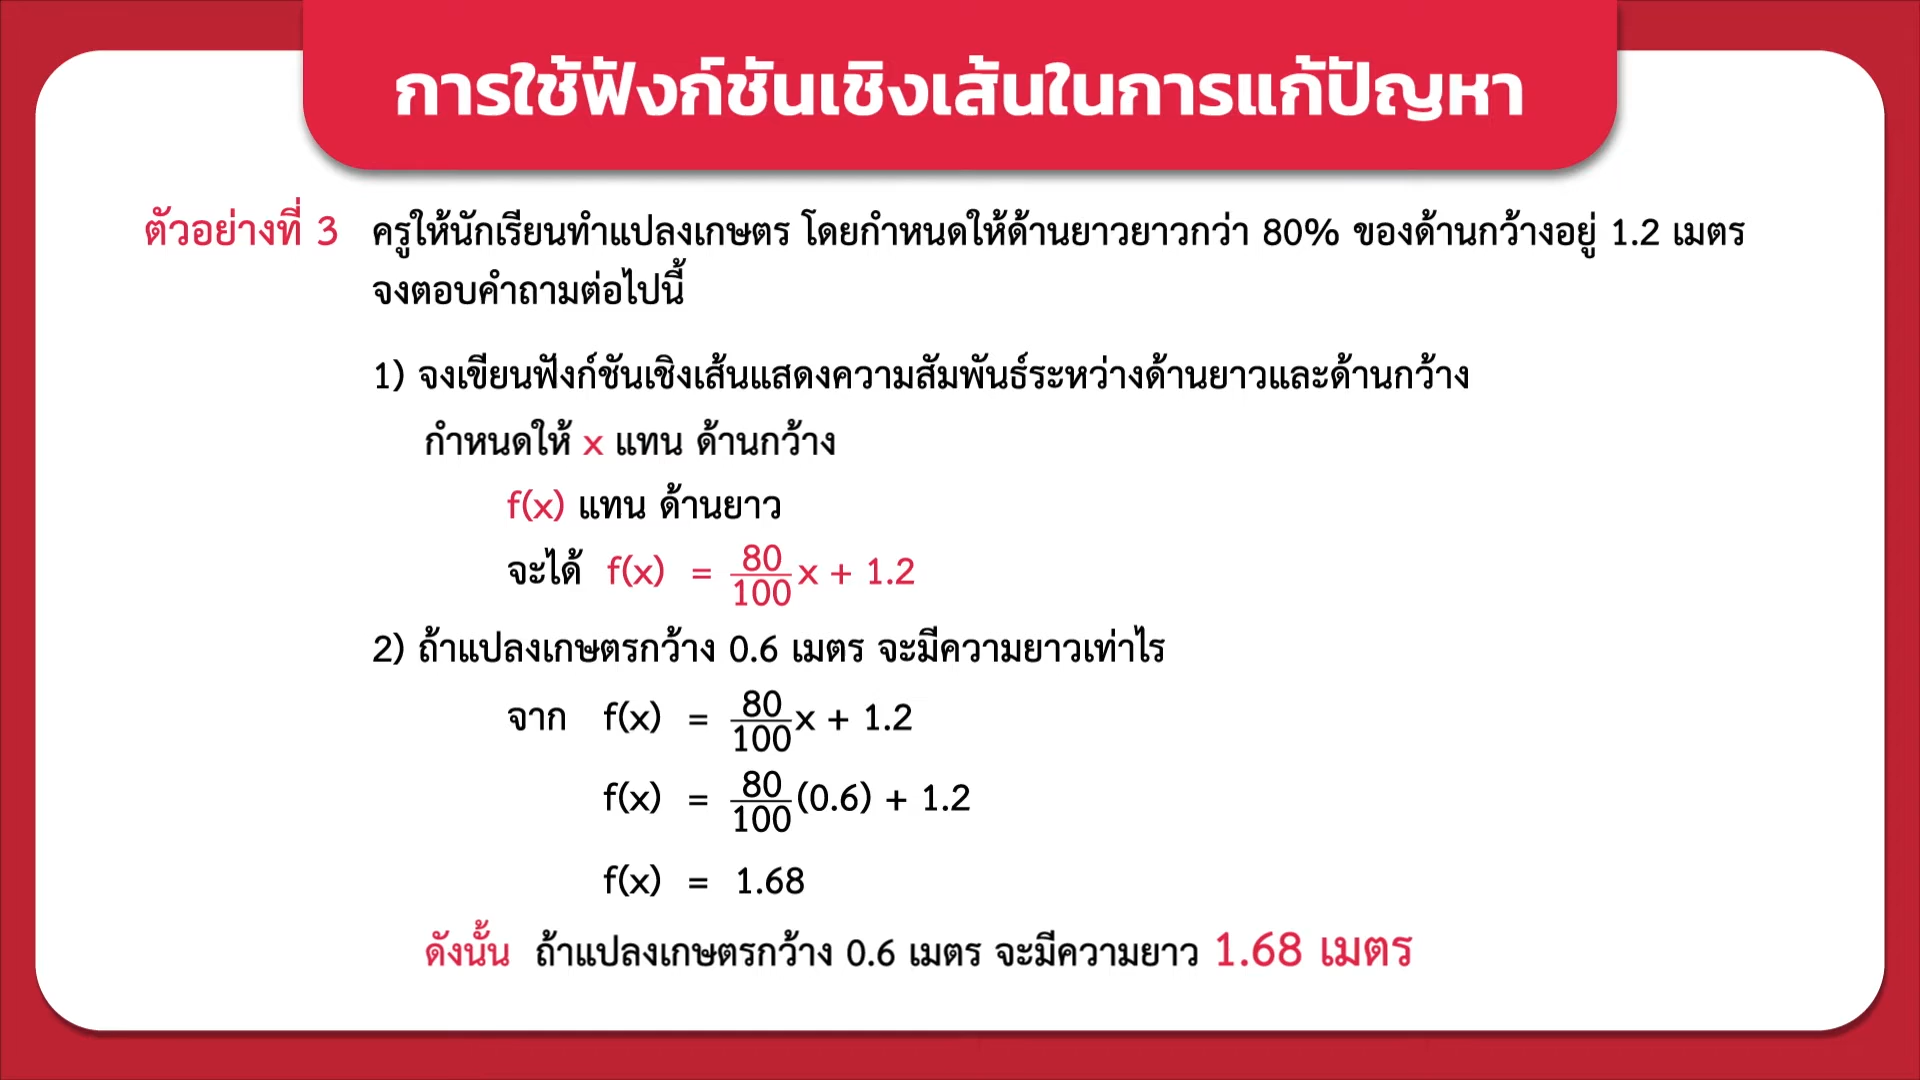 การใช้ฟังก์ชันเชิงเส้นในการแก้ปัญหา
ตัวอย่างที่ 3 ครูให้นักเรียนทำแปลงเกษตร โดยกำหนดให้ด้านยาวยาวกว่า 80% ของด้านกว้างอยู่ 1.2 เมตร
จงตอบคำถามต่อไปนี้
1) จงเขียนฟังก์ชันเชิงเส้นแสดงความสัมพันธ์ระหว่างด้านยาวและด้านกว้าง
กำหนดให้ x แทน ด้านกว้าง
f(x) แทน ด้านยาว
จะได้ f(x) = 80/100 x + 1.2
2) ถ้าแปลงเกษตรกว้าง 0.6 เมตร จะมีความยาวเท่าไร
จาก f(x) = 80/100 x + 1.2
f(x) = 80/100 (0.6) + 1.2
f(x) = 1.68
ดังนั้น ถ้าแปลงเกษตรกว้าง 0.6 เมตร จะมีความยาว 1.68 เมตร